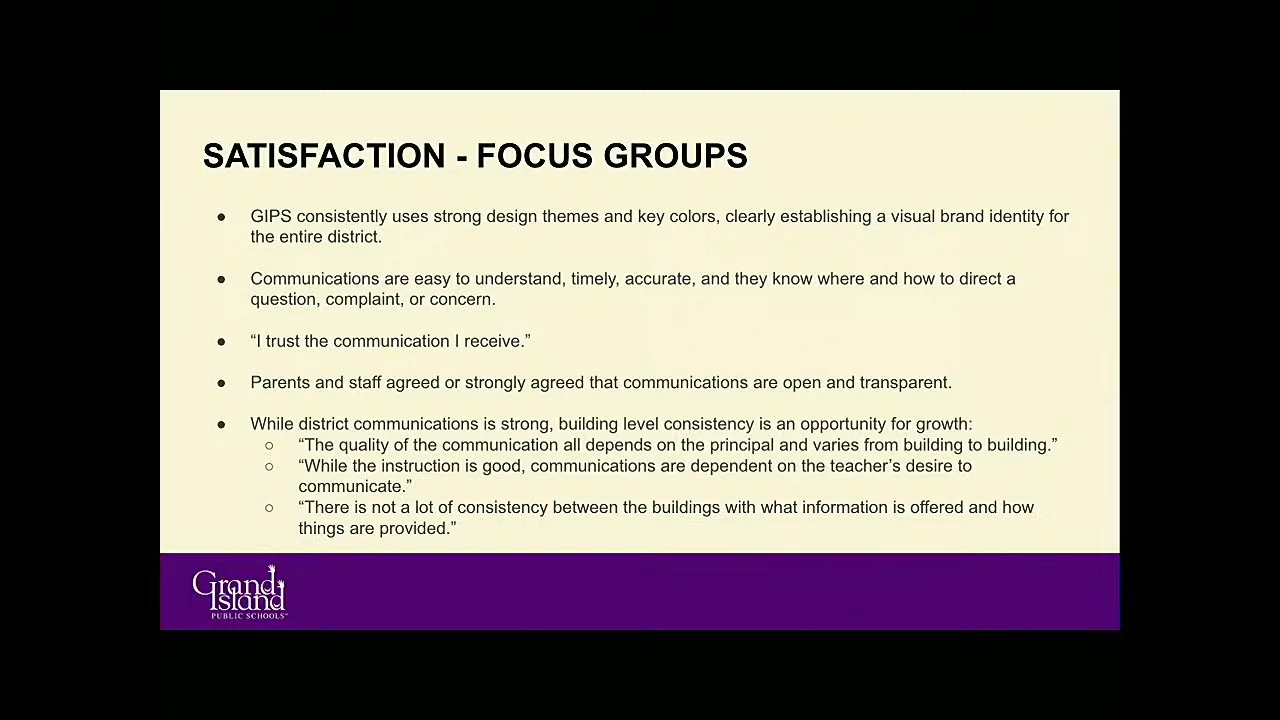 SATISFACTION - FOCUS GROUPS
● GIPS consistently uses strong design themes and key colors, clearly establishing a visual brand identity for
the entire district.
● Communications are easy to understand, timely, accurate, and they know where and how to direct a
question, complaint, or concern.
● “I trust the communication I receive.”
● Parents and staff agreed or strongly agreed that communications are open and transparent.
● While district communications is strong, building level consistency is an opportunity for growth:
○ “The quality of the communication all depends on the principal and varies from building to building.”
○ “While the instruction is good, communications are dependent on the teacher’s desire to
communicate.”
○ “There is not a lot of consistency between the buildings with what information is offered and how
things are provided.”
Grand
Island
PUBLIC SCHOOLS